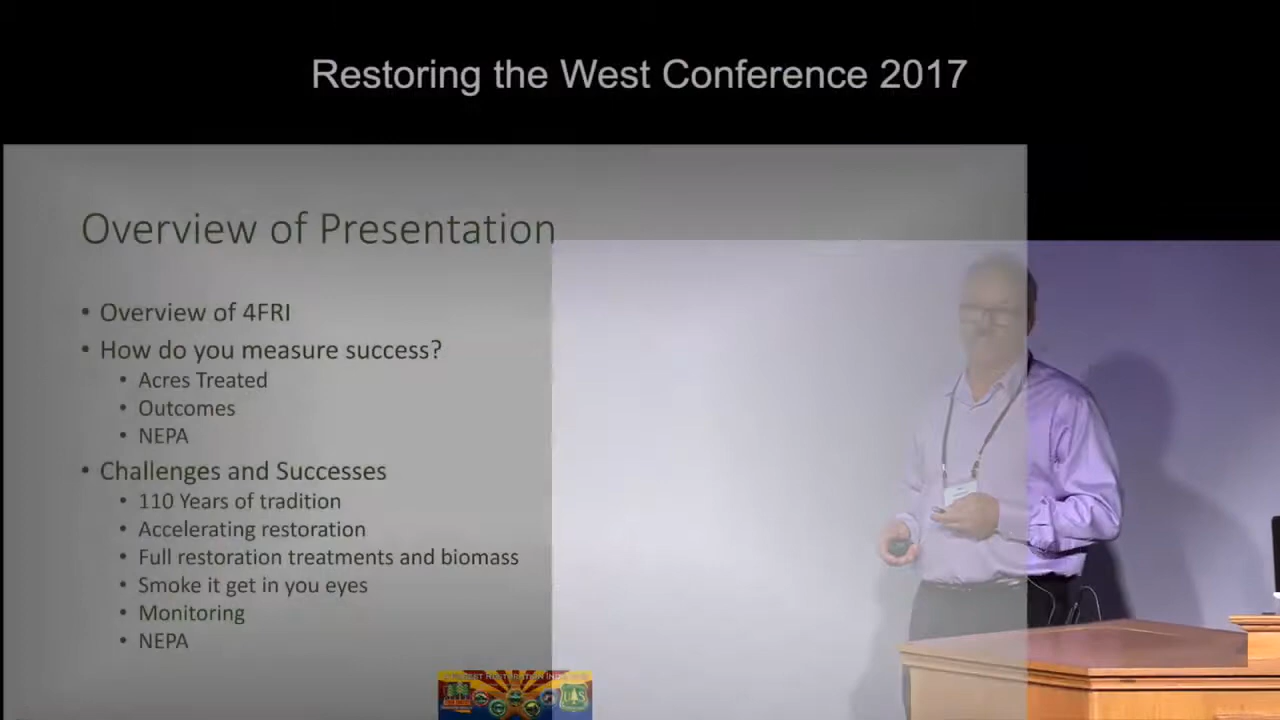 Restoring the West Conference 2017
Overview of Presentation
• Overview of 4FRI
• How do you measure success?
• Acres Treated
• Outcomes
• NEPA
• Challenges and Successes
• 110 Years of tradition
• Accelerating restoration
• Full restoration treatments and biomass
• Smoke it get in you eyes
• Monitoring
• NEPA